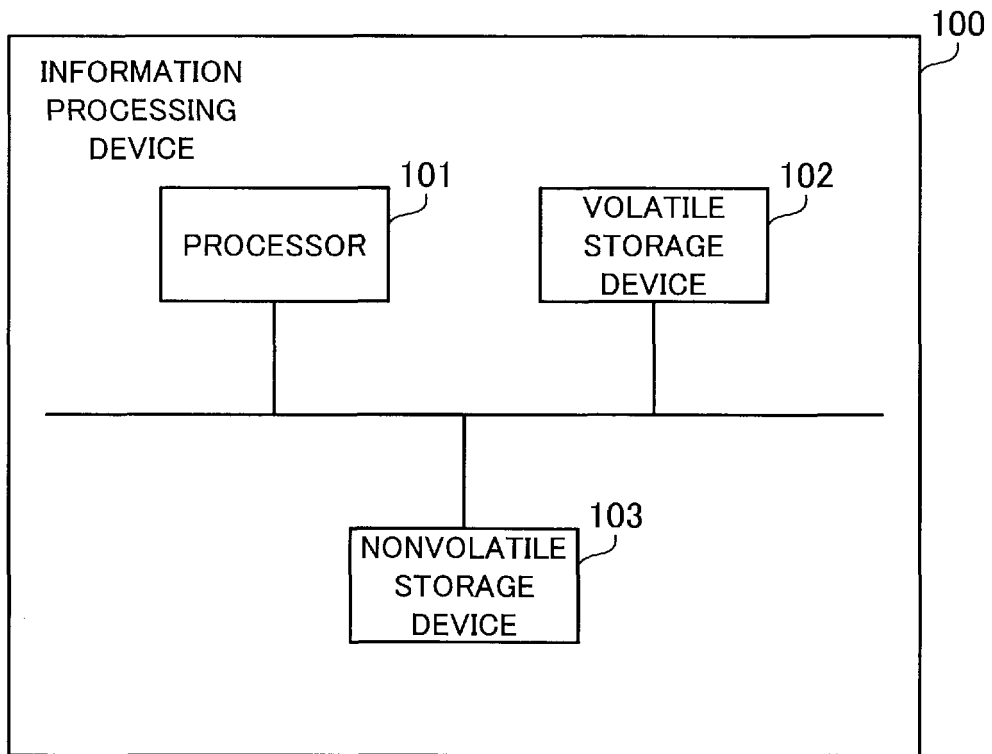 100
INFORMATION
PROCESSING
DEVICE
101
PROCESSOR
102
VOLATILE
STORAGE
DEVICE
103
NONVOLATILE
STORAGE
DEVICE